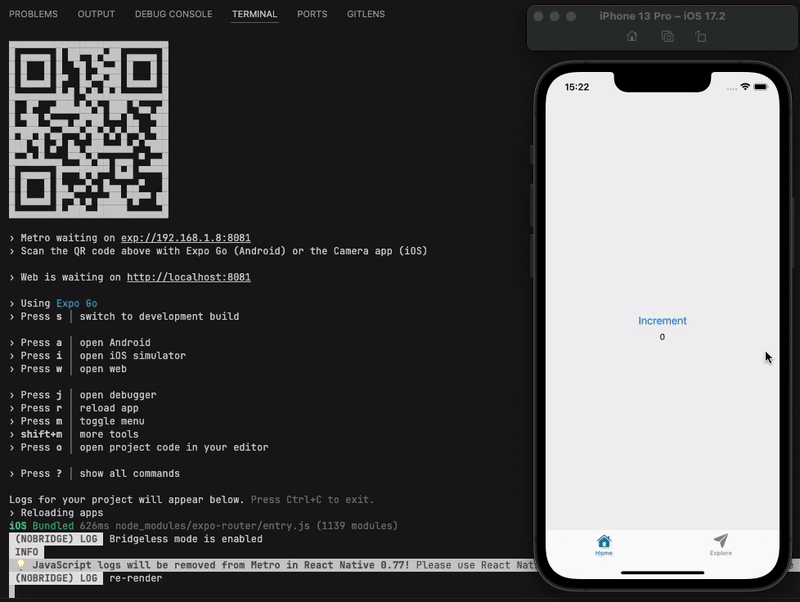 PROBLEMS OUTPUT DEBUG CONSOLE TERMINAL PORTS GITLENS
› Metro waiting on exp://192.168.1.8:8081
› Scan the QR code above with Expo Go (Android) or the Camera app (iOS)
› Web is waiting on http://localhost:8081
› Using Expo Go
› Press s │ switch to development build
› Press a │ open Android
› Press i │ open iOS simulator
› Press w │ open web
› Press j │ open debugger
› Press r │ reload app
› Press m │ toggle menu
› shift+m │ more tools
› Press o │ open project code in your editor
› Press ? │ show all commands
Logs for your project will appear below. Press Ctrl+C to exit.
› Reloading apps
iOS Bundled 626ms node_modules/expo-router/entry.js (1139 modules)
(NOBRIDGE) LOG Bridgeless mode is enabled
INFO
💡 JavaScript logs will be removed from Metro in React Native 0.77! Please use React Nati
(NOBRIDGE) LOG re-render
iPhone 13 Pro – iOS 17.2
15:22
Increment
0
Home
Explore